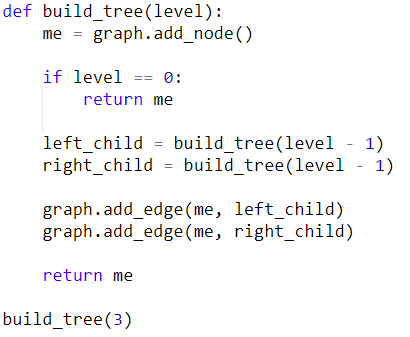 def build_tree(level):
    me = graph.add_node()

    if level == 0:
        return me

    left_child = build_tree(level - 1)
    right_child = build_tree(level - 1)

    graph.add_edge(me, left_child)
    graph.add_edge(me, right_child)

    return me

build_tree(3)